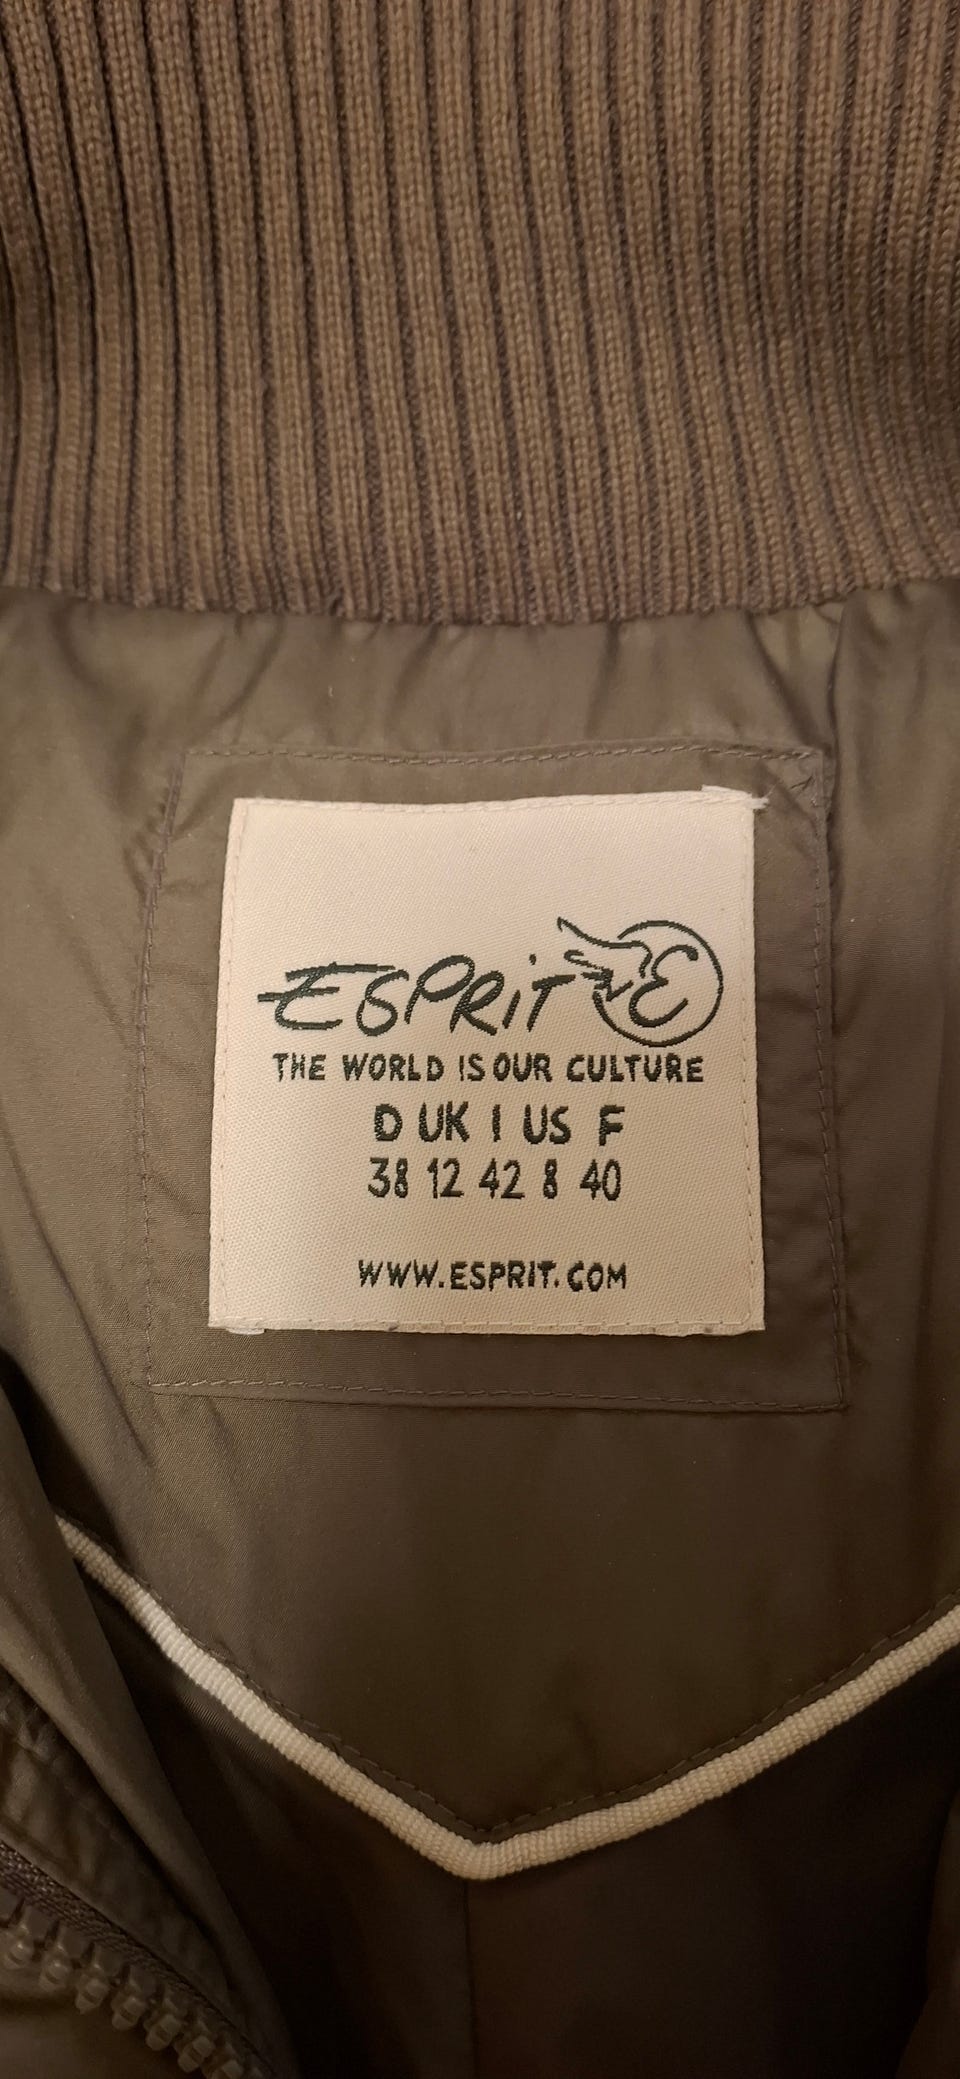 ESPRiT E
THE WORLD IS OUR CULTURE
D UK I US F
38 12 42 8 40
WWW.ESPRIT.COM